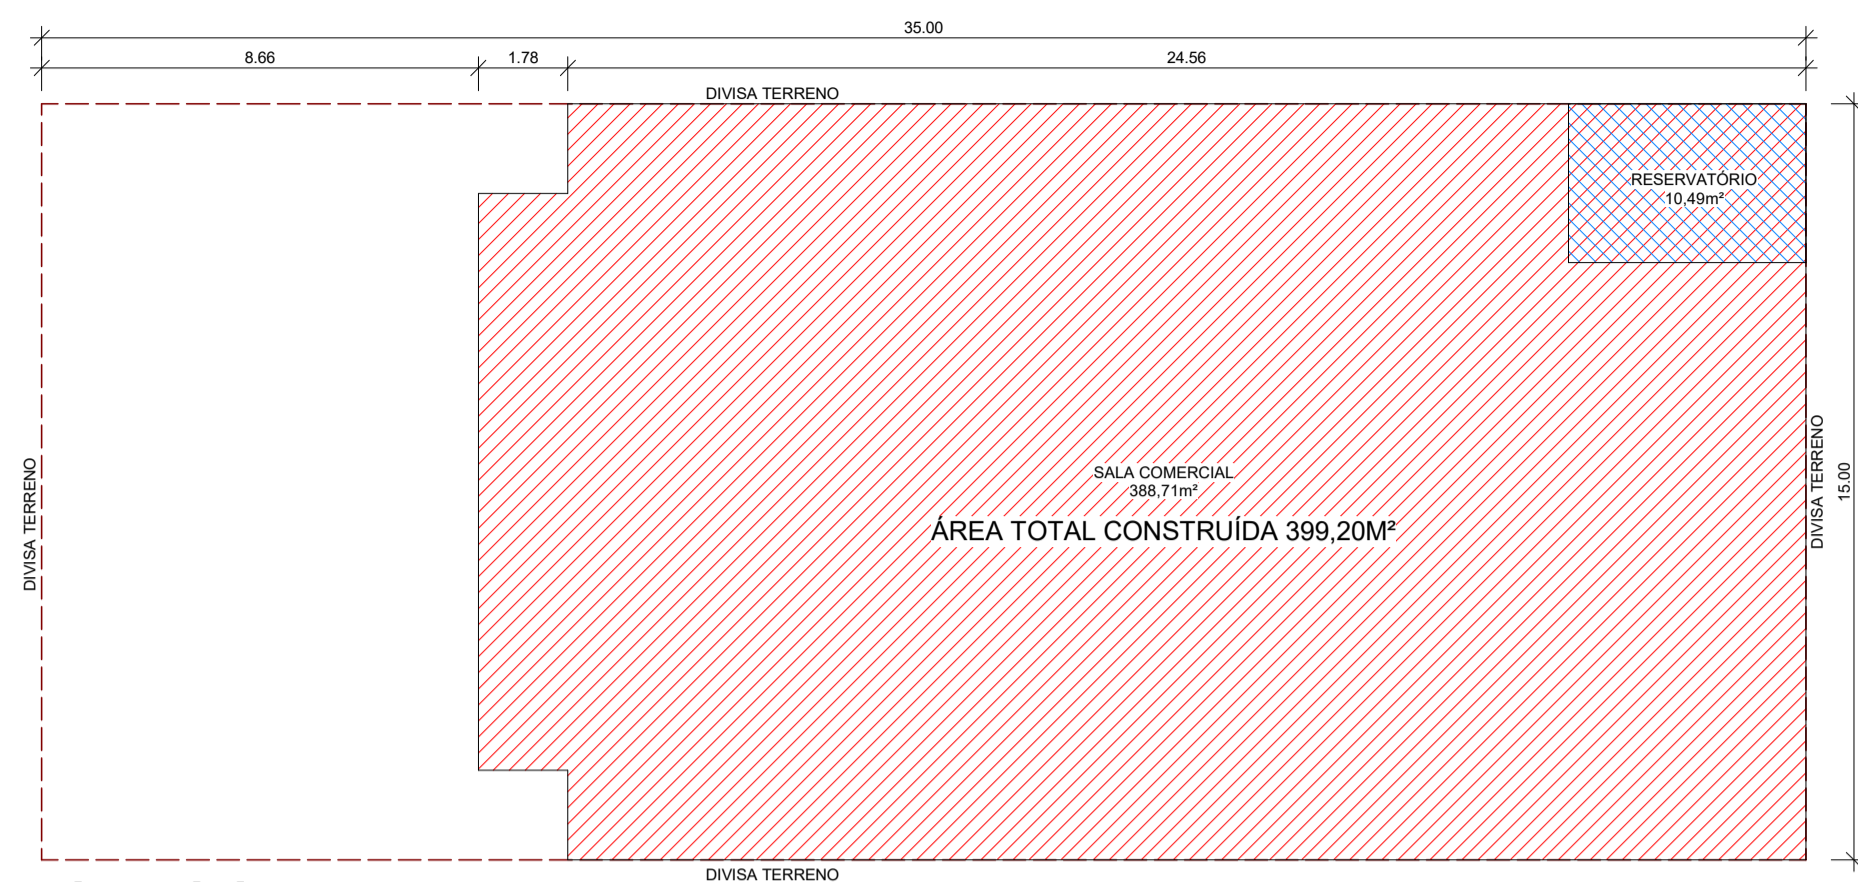 35.00
8.66
1.78
24.56
DIVISA TERRENO
RESERVATÓRIO
10,49m²
SALA COMERCIAL
388,71m²
ÁREA TOTAL CONSTRUÍDA 399,20M²
DIVISA TERRENO
DIVISA TERRENO
15.00
DIVISA TERRENO